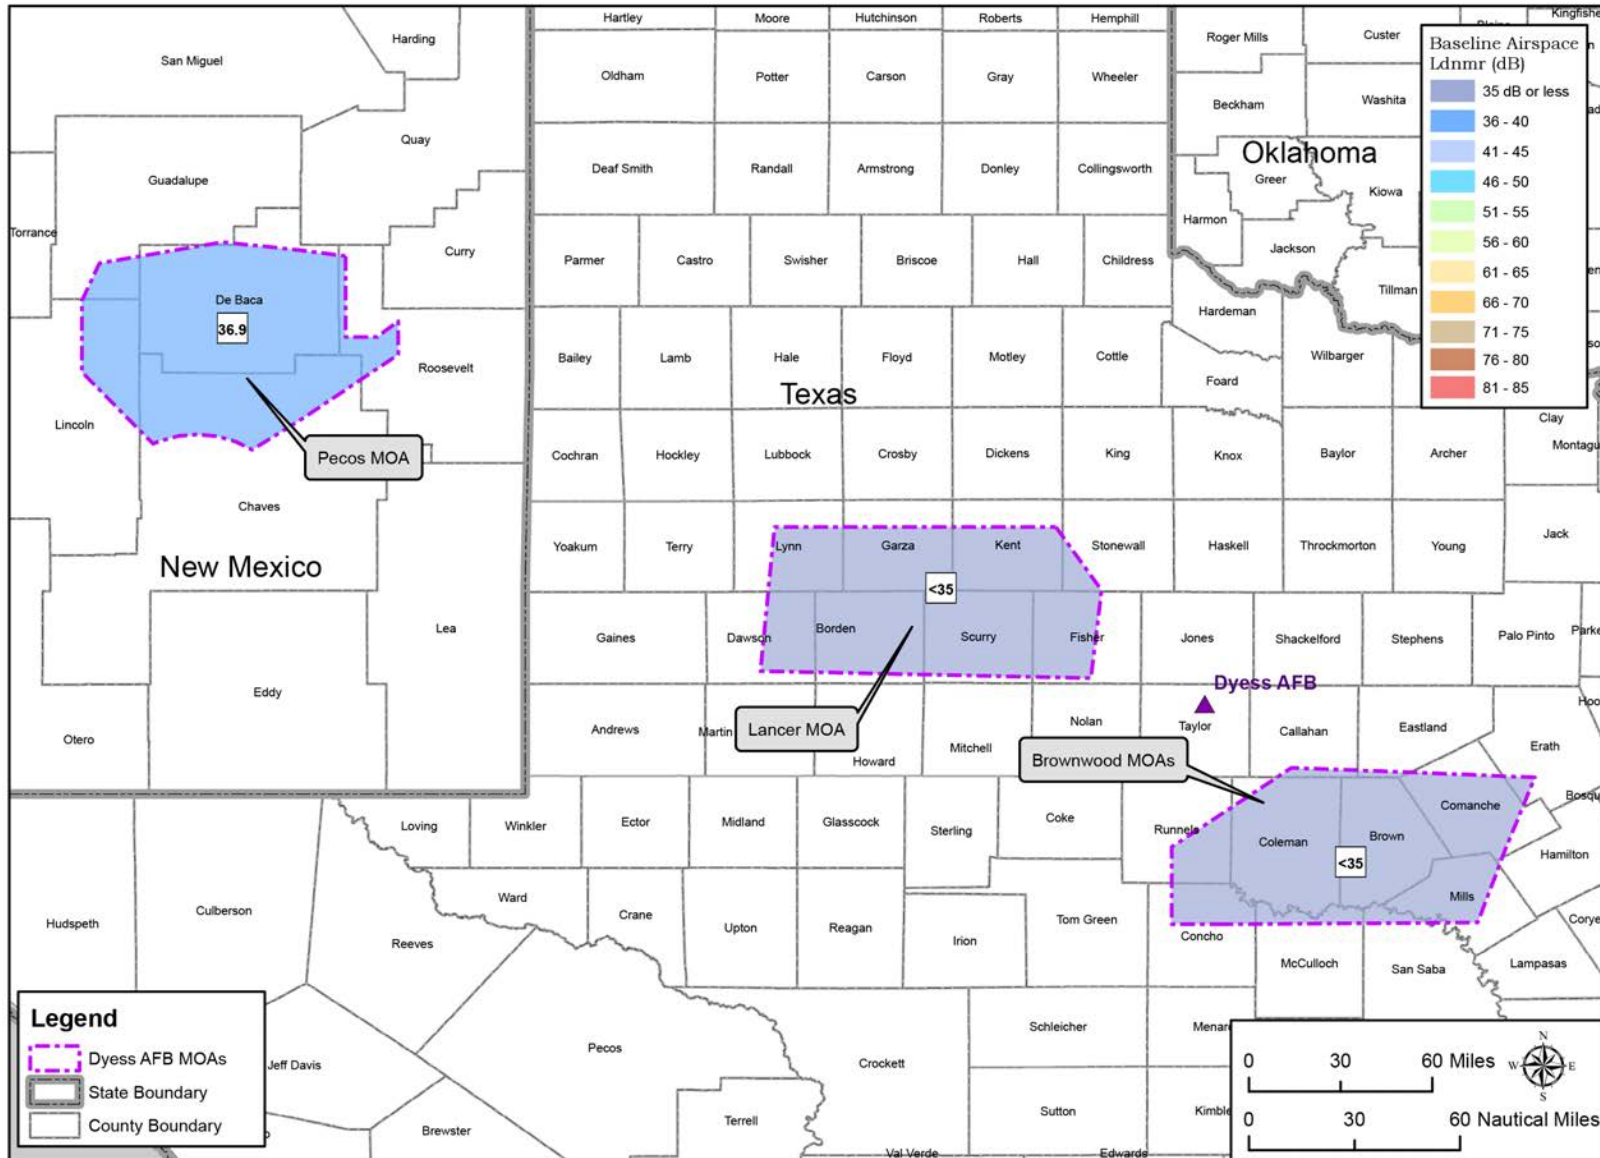 Hartley Moore Hutchinson Roberts Hemphill
Harding
San Miguel
Roger Mills Custer
Oldham Potter Carson Gray Wheeler
Beckham Washita
Quay
Oklahoma
Guadalupe
Deaf Smith Randall Armstrong Donley Collingsworth
Greer Kiowa
Harmon
Torrance
Curry
Jackson
Parmer Castro Swisher Briscoe Hall Childress
Tillman
De Baca
36.9
Hardeman
Bailey Lamb Hale Floyd Motley Cottle
Wilbarger
Roosevelt
Foard
Texas
Lincoln
Clay
Pecos MOA
Cochran Hockley Lubbock Crosby Dickens King Knox Baylor Archer
Montagu
Chaves
Yoakum Terry Lynn Garza Kent Stonewall Haskell Throckmorton Young Jack
New Mexico
<35
Lea
Gaines Dawson Borden Scurry Fisher Jones Shackelford Stephens Palo Pinto Parke
Eddy
Dyess AFB
Hoo
Otero
Andrews Martin Nolan Taylor Callahan Eastland
Lancer MOA
Howard Mitchell
Erath
Brownwood MOAs
Bosqu
Loving Winkler Ector Midland Glasscock Sterling Coke Runnels Coleman Brown Comanche
<35
Hamilton
Ward Crane Upton Reagan Irion Tom Green Concho Mills
Hudspeth Culberson Reeves
Corye
McCulloch San Saba Lampasas
Schleicher Menard
Pecos Crockett
Jeff Davis
Sutton Kimble
Terrell
Brewster
Val Verde Edwards
Baseline Airspace
Ldnmr (dB)
35 dB or less
36 - 40
41 - 45
46 - 50
51 - 55
56 - 60
61 - 65
66 - 70
71 - 75
76 - 80
81 - 85
Legend
Dyess AFB MOAs
State Boundary
County Boundary
0 30 60 Miles
N
W E
S
0 30 60 Nautical Miles